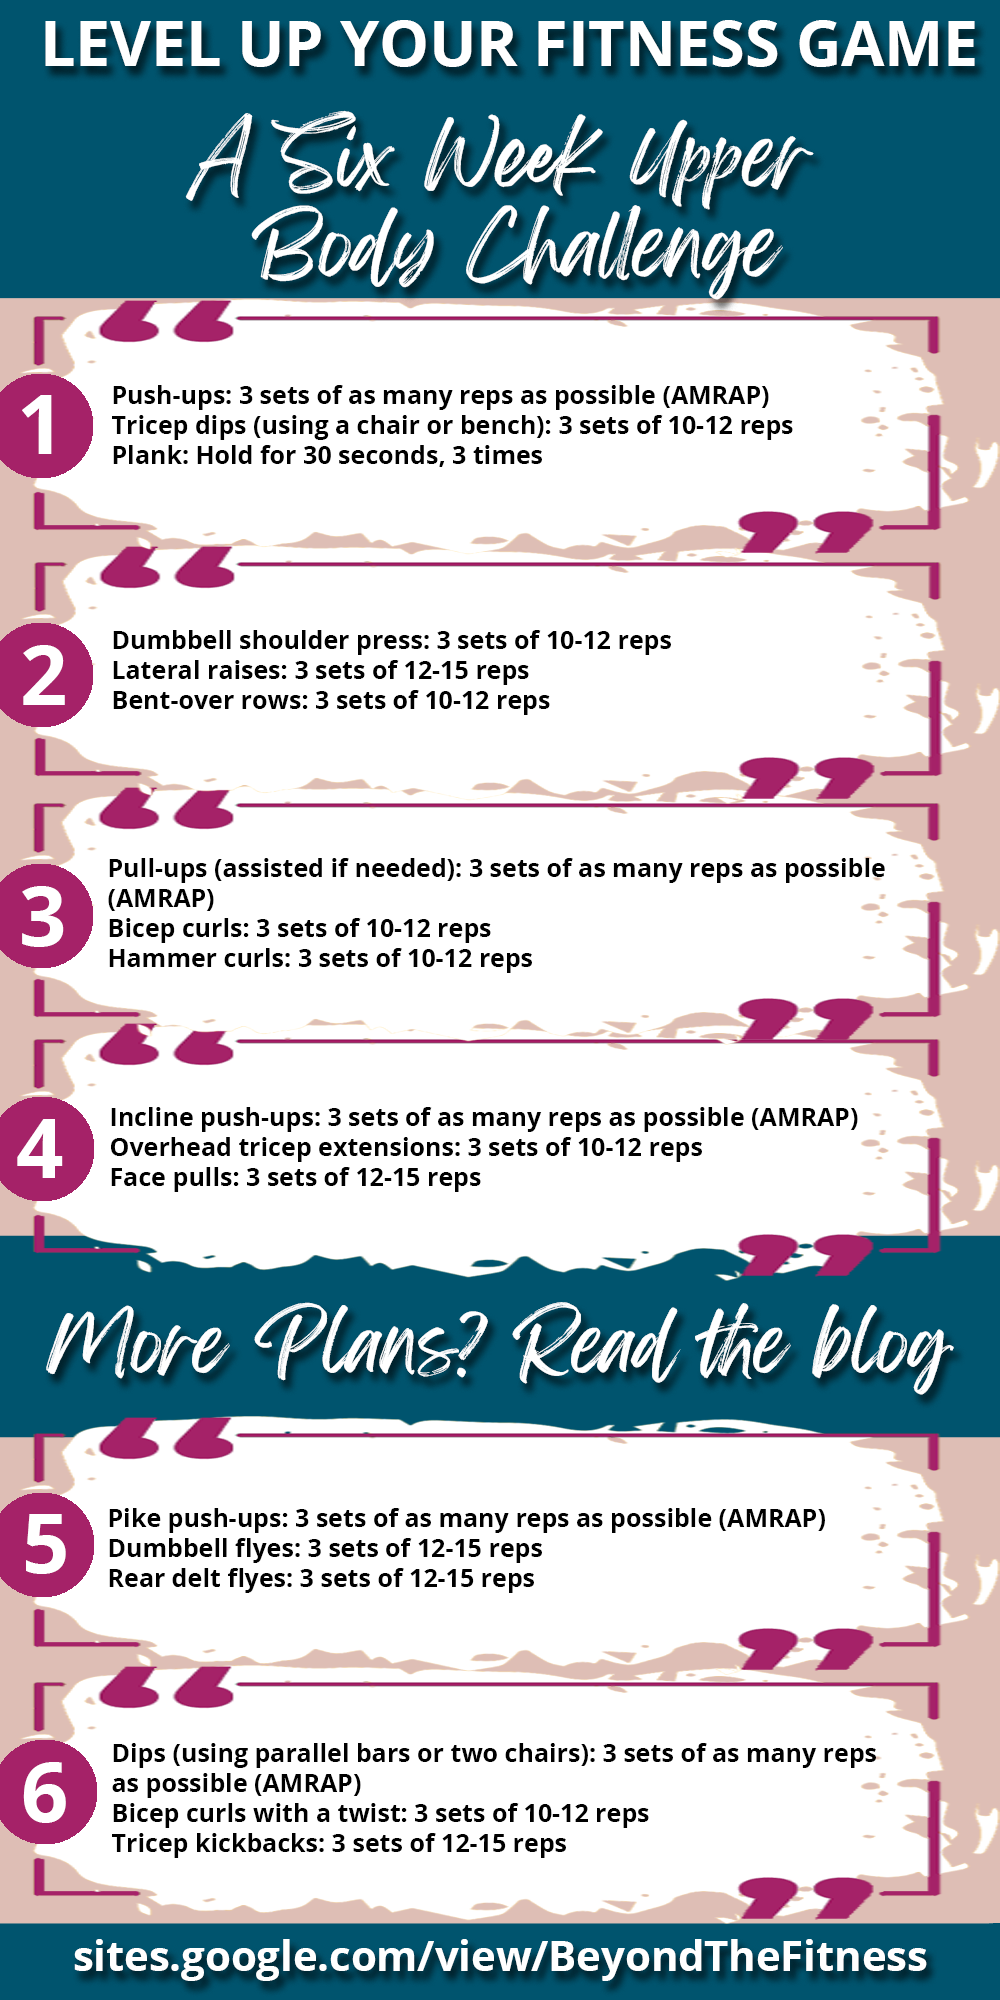 LEVEL UP YOUR FITNESS GAME
A Six Week Upper
Body Challenge
1
Push-ups: 3 sets of as many reps as possible (AMRAP)
Tricep dips (using a chair or bench): 3 sets of 10-12 reps
Plank: Hold for 30 seconds, 3 times
2
Dumbbell shoulder press: 3 sets of 10-12 reps
Lateral raises: 3 sets of 12-15 reps
Bent-over rows: 3 sets of 10-12 reps
3
Pull-ups (assisted if needed): 3 sets of as many reps as possible
(AMRAP)
Bicep curls: 3 sets of 10-12 reps
Hammer curls: 3 sets of 10-12 reps
4
Incline push-ups: 3 sets of as many reps as possible (AMRAP)
Overhead tricep extensions: 3 sets of 10-12 reps
Face pulls: 3 sets of 12-15 reps
More Plans? Read the blog
5
Pike push-ups: 3 sets of as many reps as possible (AMRAP)
Dumbbell flyes: 3 sets of 12-15 reps
Rear delt flyes: 3 sets of 12-15 reps
6
Dips (using parallel bars or two chairs): 3 sets of as many reps
as possible (AMRAP)
Bicep curls with a twist: 3 sets of 10-12 reps
Tricep kickbacks: 3 sets of 12-15 reps
sites.google.com/view/BeyondTheFitness